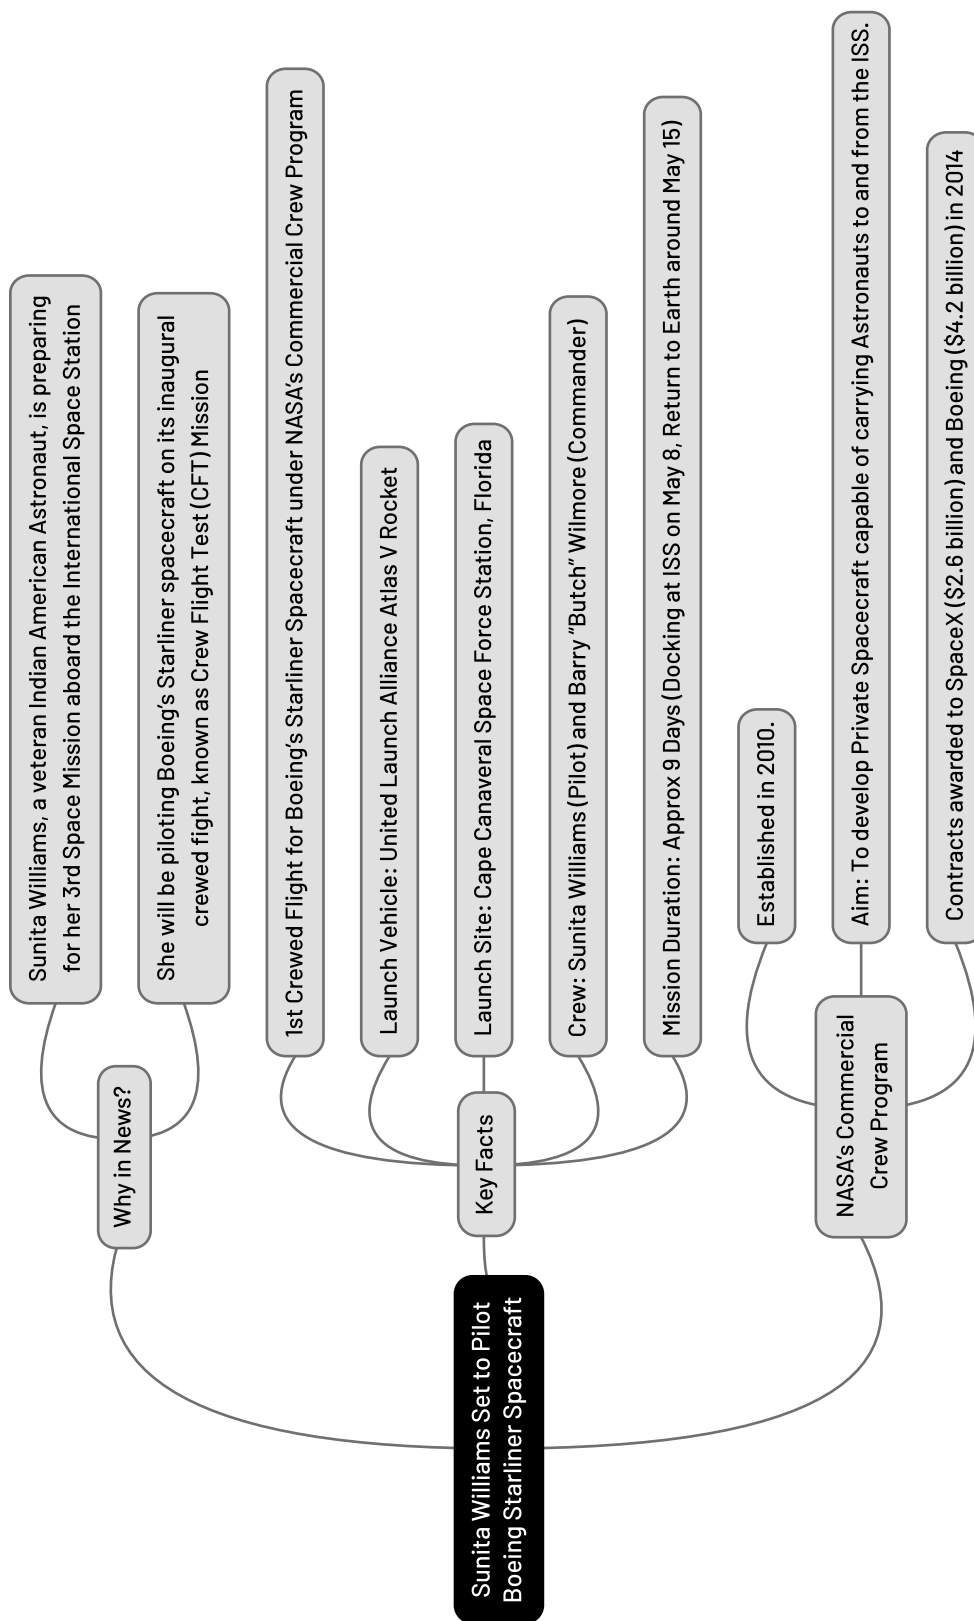 Sunita Williams Set to Pilot
Boeing Starliner Spacecraft
Why in News?
Sunita Williams, a veteran Indian American Astronaut, is preparing
for her 3rd Space Mission aboard the International Space Station
She will be piloting Boeing's Starliner spacecraft on its inaugural
crewed fight, known as Crew Flight Test (CFT) Mission
Key Facts
1st Crewed Flight for Boeing's Starliner Spacecraft under NASA's Commercial Crew Program
Launch Vehicle: United Launch Alliance Atlas V Rocket
Launch Site: Cape Canaveral Space Force Station, Florida
Crew: Sunita Williams (Pilot) and Barry "Butch" Wilmore (Commander)
Mission Duration: Approx 9 Days (Docking at ISS on May 8, Return to Earth around May 15)
NASA's Commercial
Crew Program
Established in 2010.
Aim: To develop Private Spacecraft capable of carrying Astronauts to and from the ISS.
Contracts awarded to SpaceX ($2.6 billion) and Boeing ($4.2 billion) in 2014